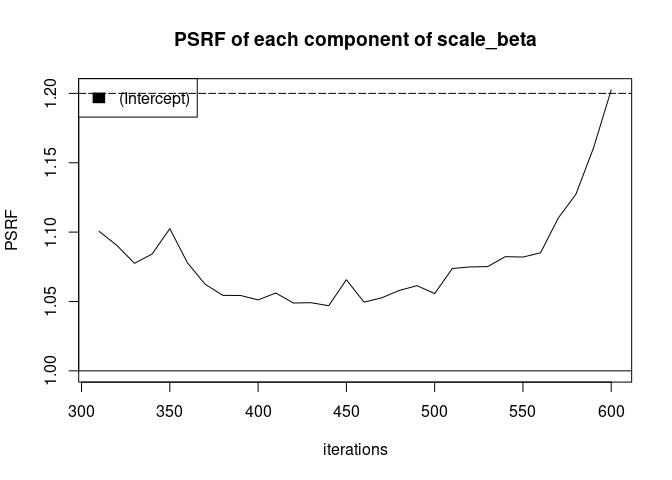 PSRF of each component of scale_beta
(Intercept)
PSRF
1.20
1.15
1.10
1.05
1.00
300 350 400 450 500 550 600
iterations